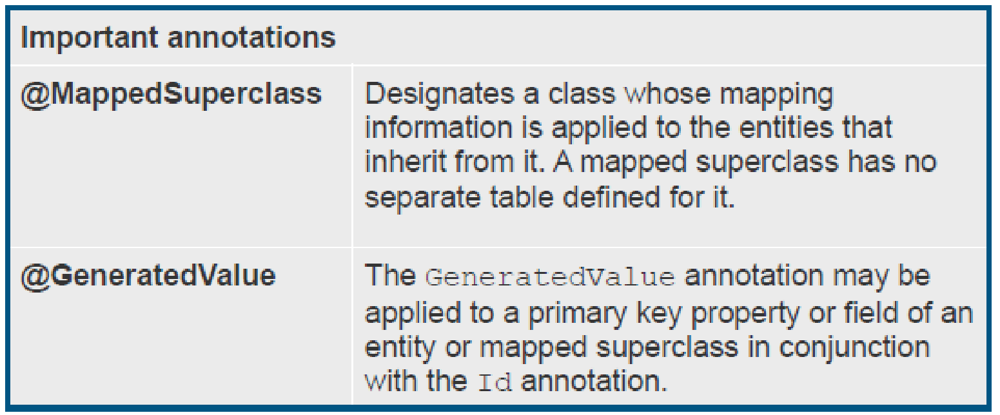 Important annotations
@MappedSuperclass
Designates a class whose mapping
information is applied to the entities that
inherit from it. A mapped superclass has no
separate table defined for it.
@GeneratedValue
The GeneratedValue annotation may be
applied to a primary key property or field of an
entity or mapped superclass in conjunction
with the Id annotation.